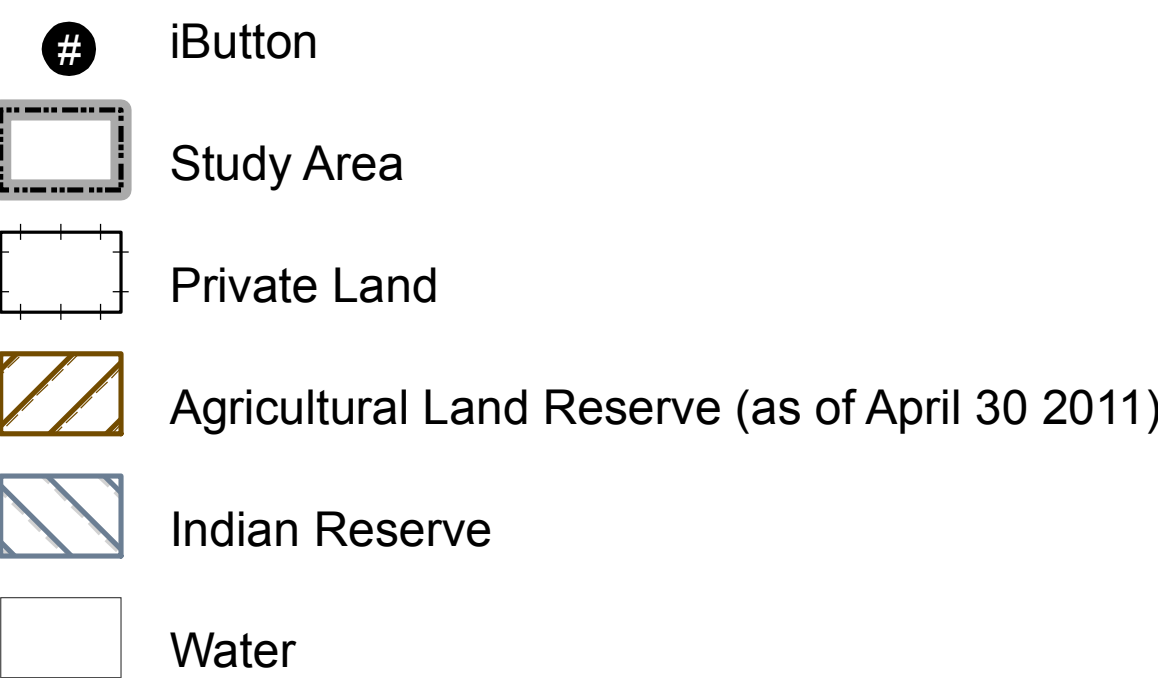 # iButton
Study Area
Private Land
Agricultural Land Reserve (as of April 30 2011)
Indian Reserve
Water